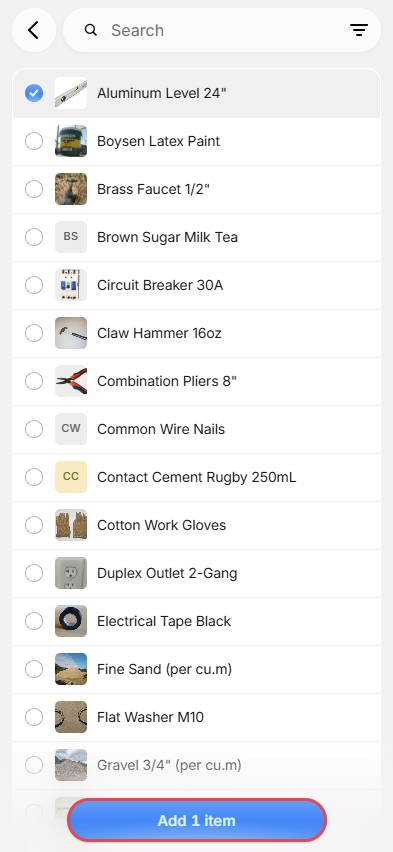 Search
Aluminum Level 24"
Boysen Latex Paint
Brass Faucet 1/2"
BS Brown Sugar Milk Tea
Circuit Breaker 30A
Claw Hammer 16oz
Combination Pliers 8"
CW Common Wire Nails
CC Contact Cement Rugby 250mL
Cotton Work Gloves
Duplex Outlet 2-Gang
Electrical Tape Black
Fine Sand (per cu.m)
Flat Washer M10
Gravel 3/4" (per cu.m)
Add 1 item